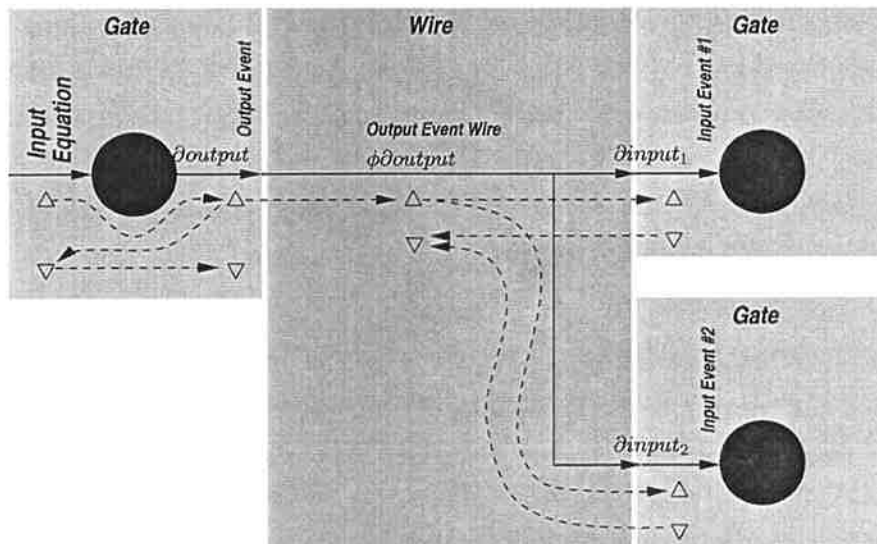 Gate
Wire
Gate
Input
Equation
Output Event
Input Event #1
Output Event Wire
∂output
ϕ∂output
∂input₁
Gate
Input Event #2
∂input₂